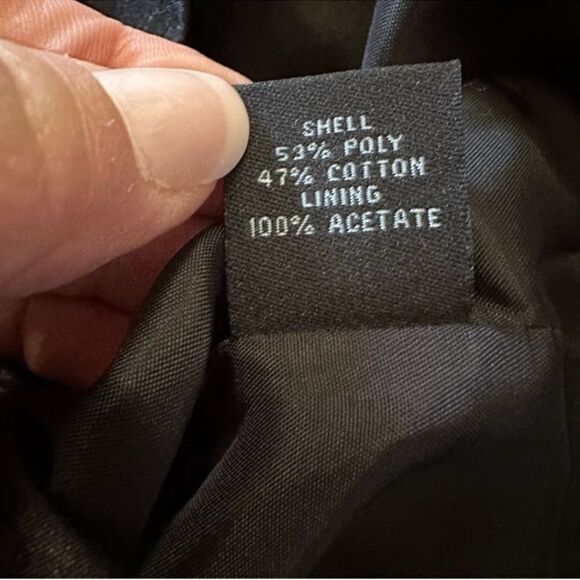 SHELL
53% POLY
47% COTTON
LINING
100% ACETATE